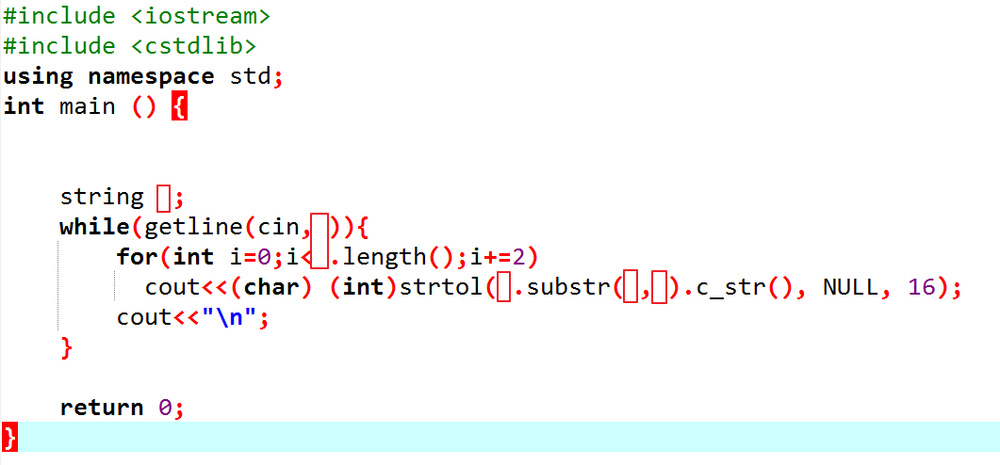 #include <iostream>
#include <cstdlib>
using namespace std;
int main () {
string ;
while(getline(cin, )){
for(int i=0;i< .length();i+=2)
cout<<(char) (int)strtol( .substr( , ).c_str(), NULL, 16);
cout<<"\n";
}
return 0;
}